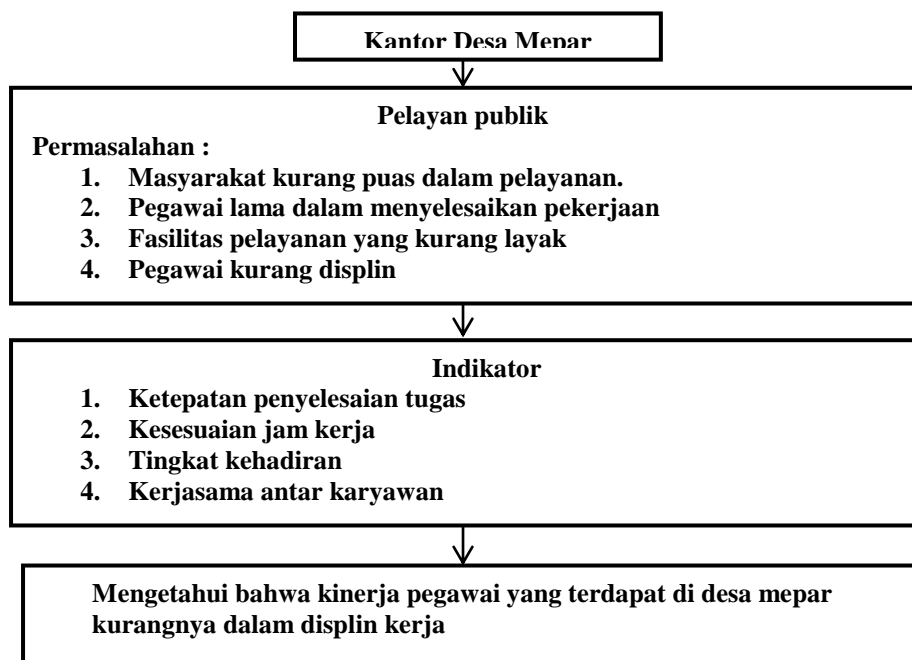 Kantor Desa Mepar
Pelayan publik
Permasalahan :
1. Masyarakat kurang puas dalam pelayanan.
2. Pegawai lama dalam menyelesaikan pekerjaan
3. Fasilitas pelayanan yang kurang layak
4. Pegawai kurang displin
Indikator
1. Ketepatan penyelesaian tugas
2. Kesesuaian jam kerja
3. Tingkat kehadiran
4. Kerjasama antar karyawan
Mengetahui bahwa kinerja pegawai yang terdapat di desa mepar
kurangnya dalam displin kerja